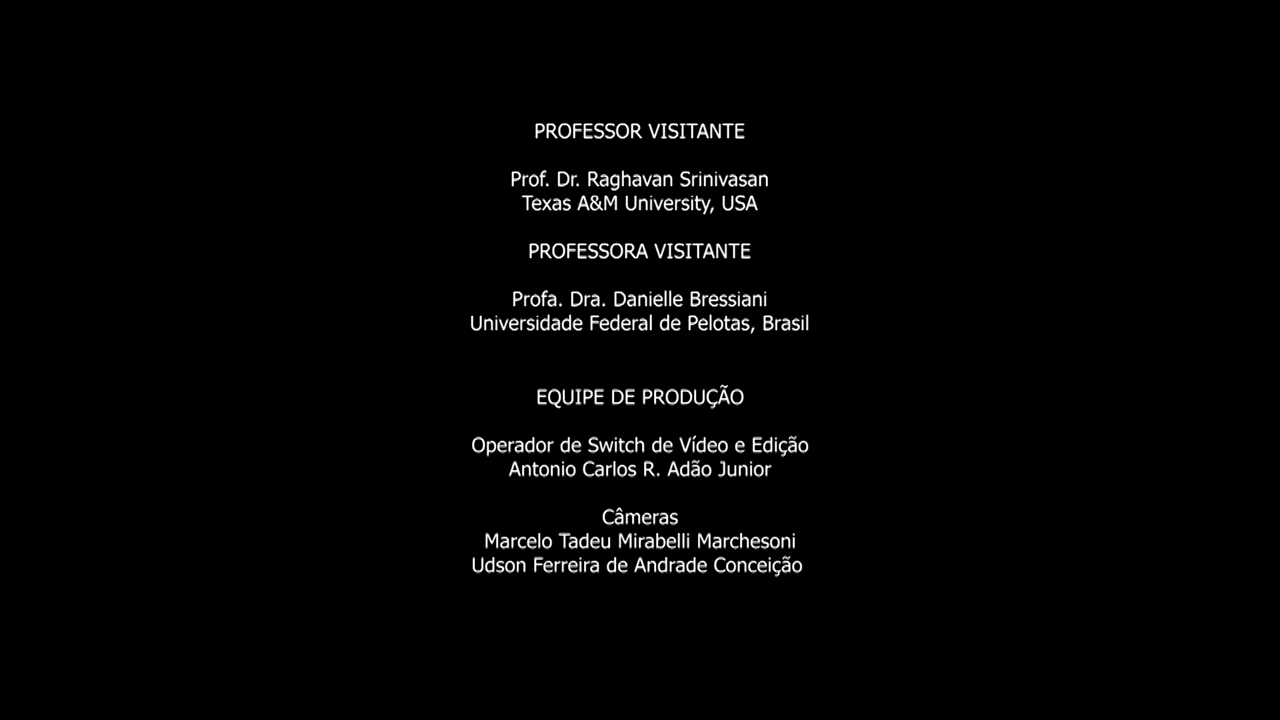 PROFESSOR VISITANTE
Prof. Dr. Raghavan Srinivasan
Texas A&M University, USA
PROFESSORA VISITANTE
Profa. Dra. Danielle Bressiani
Universidade Federal de Pelotas, Brasil
EQUIPE DE PRODUÇÃO
Operador de Switch de Vídeo e Edição
Antonio Carlos R. Adão Junior
Câmeras
Marcelo Tadeu Mirabelli Marchesoni
Udson Ferreira de Andrade Conceição